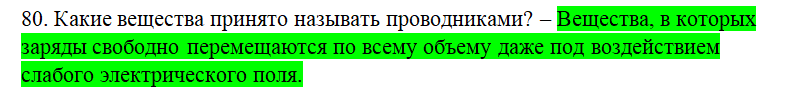 80. Какие вещества принято называть проводниками? – Вещества, в которых
заряды свободно перемещаются по всему объему даже под воздействием
слабого электрического поля.